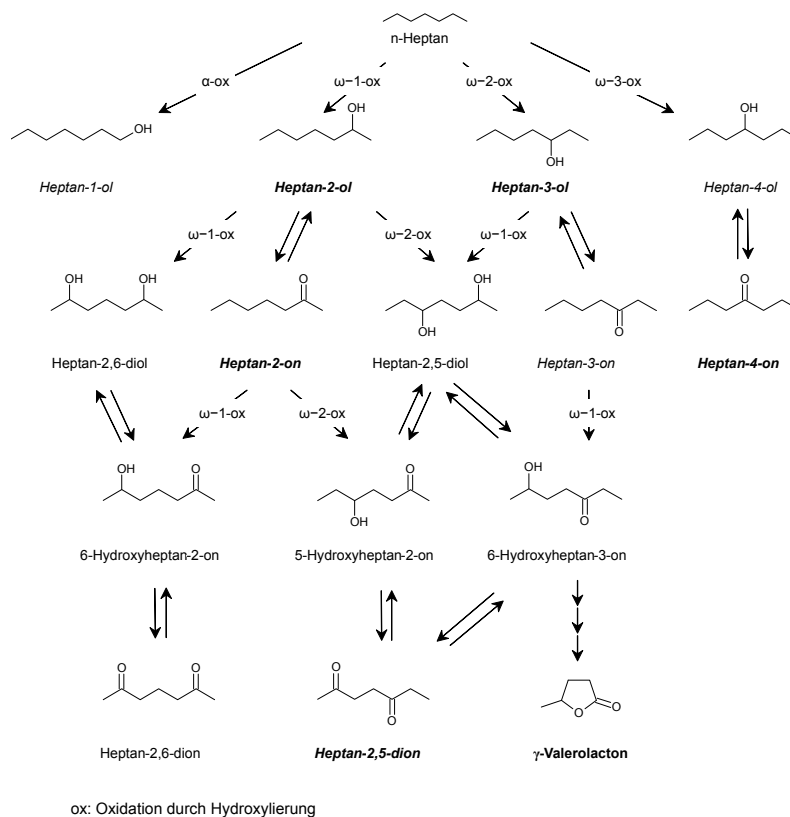 n-Heptan
α-ox
ω−1-ox
ω−2-ox
ω−3-ox
OH
OH
OH
OH
Heptan-1-ol
Heptan-2-ol
Heptan-3-ol
Heptan-4-ol
ω−1-ox
ω−2-ox
ω−1-ox
OH
OH
O
OH
OH
O
O
Heptan-2,6-diol
Heptan-2-on
Heptan-2,5-diol
Heptan-3-on
Heptan-4-on
ω−1-ox
ω−2-ox
ω−1-ox
OH
O
O
OH
OH
O
6-Hydroxyheptan-2-on
5-Hydroxyheptan-2-on
6-Hydroxyheptan-3-on
O
O
O
O
O
O
Heptan-2,6-dion
Heptan-2,5-dion
γ-Valerolacton
ox: Oxidation durch Hydroxylierung